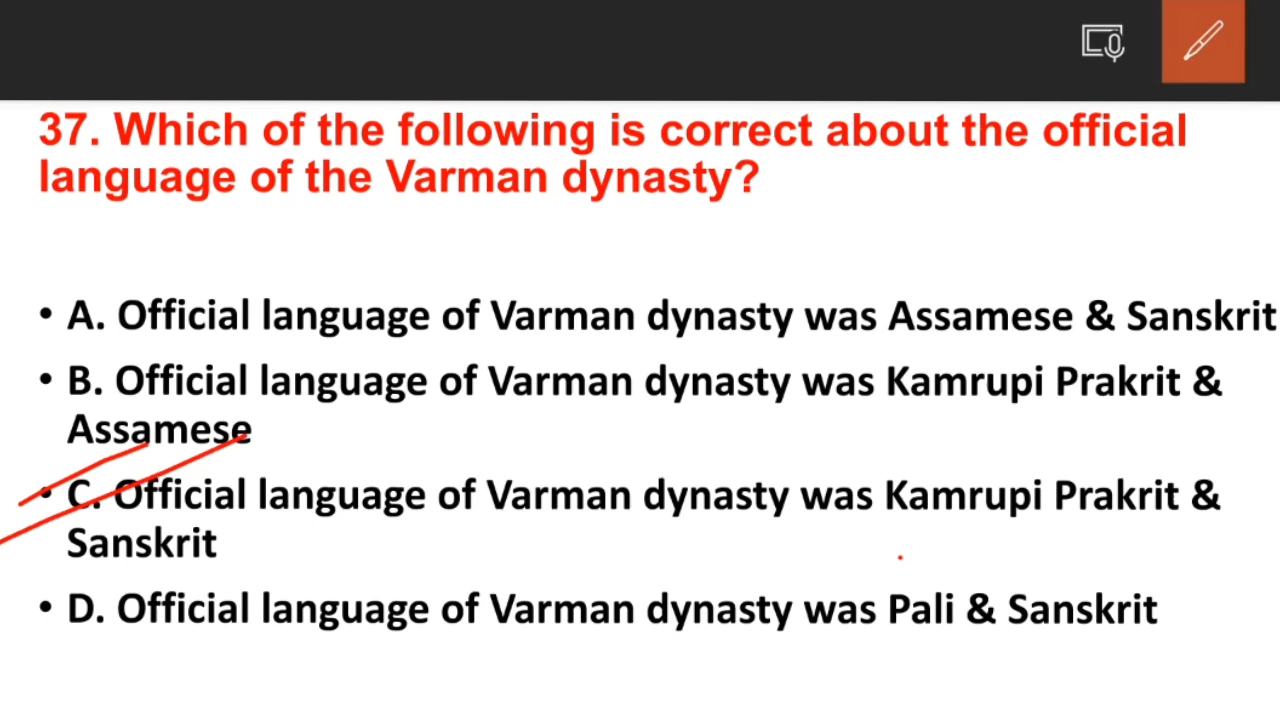 37. Which of the following is correct about the official
language of the Varman dynasty?
• A. Official language of Varman dynasty was Assamese & Sanskrit
• B. Official language of Varman dynasty was Kamrupi Prakrit &
Assamese
• C. Official language of Varman dynasty was Kamrupi Prakrit &
Sanskrit
• D. Official language of Varman dynasty was Pali & Sanskrit